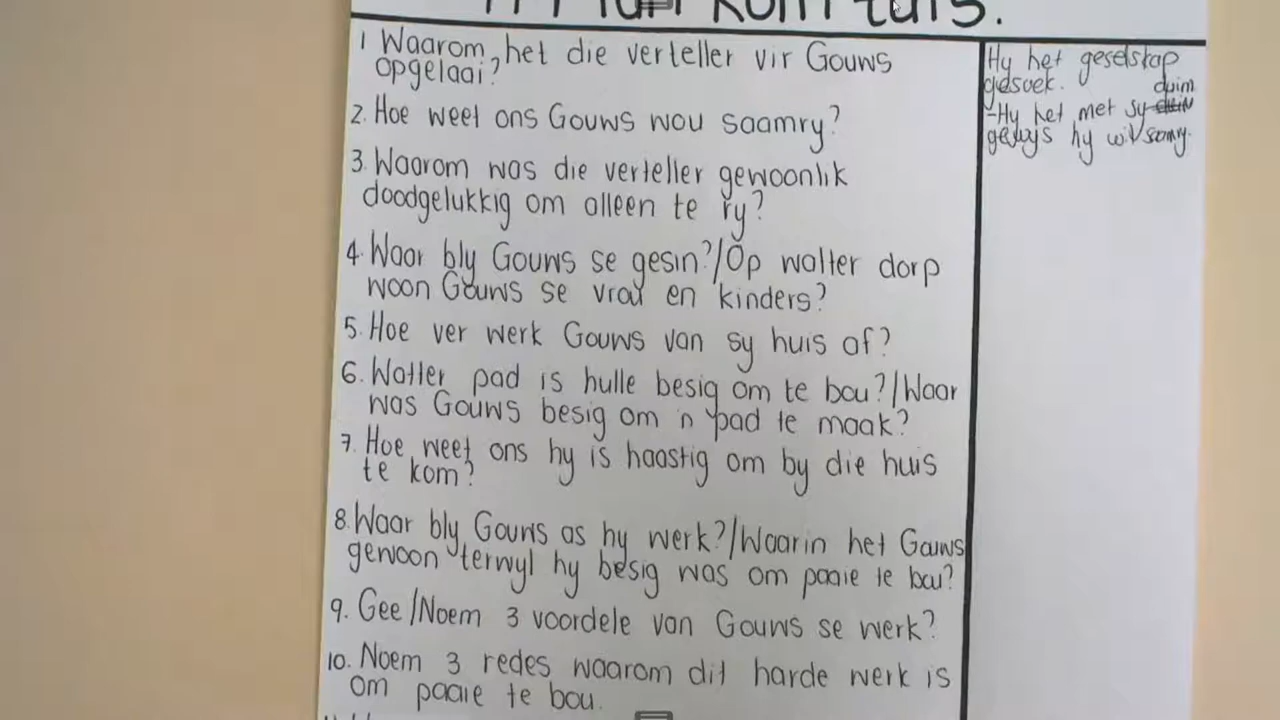 'n Man kom tuis.
1 Waarom het die verteller vir Gouws
opgelaai?
2. Hoe weet ons Gouws wou saamry?
3. Waarom was die verteller gewoonlik
doodgelukkig om alleen te ry?
4. Waar bly Gouws se gesin?/Op watter dorp
woon Gouws se vrou en kinders?
5. Hoe ver werk Gouws van sy huis af?
6. Watter pad is hulle besig om te bou?/Waar
was Gouws besig om 'n pad te maak?
7. Hoe weet ons hy is haastig om by die huis
te kom?
8. Waar bly Gouws as hy werk?/Waarin het Gouws
gewoon terwyl hy besig was om paaie te bou?
9. Gee/Noem 3 voordele van Gouws se werk?
10. Noem 3 redes waarom dit harde werk is
om paaie te bou.
Hy het geselskap
gesoek.
duim
-Hy het met sy
gewys hy wil